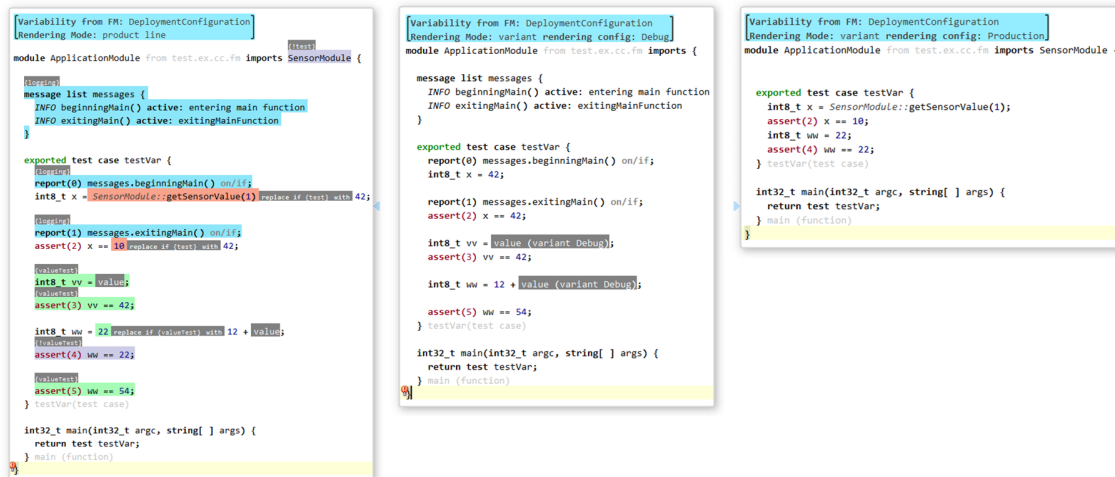 Variability from FM: DeploymentConfiguration
Rendering Mode: product line
{!test}
module ApplicationModule from test.ex.cc.fm imports SensorModule {
{logging}
message list messages {
INFO beginningMain() active: entering main function
INFO exitingMain() active: exitingMainFunction
}
exported test case testVar {
{logging}
report(0) messages.beginningMain() on/if;
int8_t x = SensorModule::getSensorValue(1) replace if {test} with 42;
{logging}
report(1) messages.exitingMain() on/if;
assert(2) x == 10 replace if {test} with 42;
{valueTest}
int8_t vv = value;
{valueTest}
assert(3) vv == 42;
int8_t ww = 22 replace if {valueTest} with 12 + value;
{!valueTest}
assert(4) ww == 22;
{valueTest}
assert(5) ww == 54;
} testVar(test case)
int32_t main(int32_t argc, string[ ] args) {
return test testVar;
} main (function)
}
Variability from FM: DeploymentConfiguration
Rendering Mode: variant rendering config: Debug
module ApplicationModule from test.ex.cc.fm imports {
message list messages {
INFO beginningMain() active: entering main function
INFO exitingMain() active: exitingMainFunction
}
exported test case testVar {
report(0) messages.beginningMain() on/if;
int8_t x = 42;
report(1) messages.exitingMain() on/if;
assert(2) x == 42;
int8_t vv = value (variant Debug);
assert(3) vv == 42;
int8_t ww = 12 + value (variant Debug);
assert(5) ww == 54;
} testVar(test case)
int32_t main(int32_t argc, string[ ] args) {
return test testVar;
} main (function)
}
Variability from FM: DeploymentConfiguration
Rendering Mode: variant rendering config: Production
module ApplicationModule from test.ex.cc.fm imports SensorModule {
exported test case testVar {
int8_t x = SensorModule::getSensorValue(1);
assert(2) x == 10;
int8_t ww = 22;
assert(4) ww == 22;
} testVar(test case)
int32_t main(int32_t argc, string[ ] args) {
return test testVar;
} main (function)
}